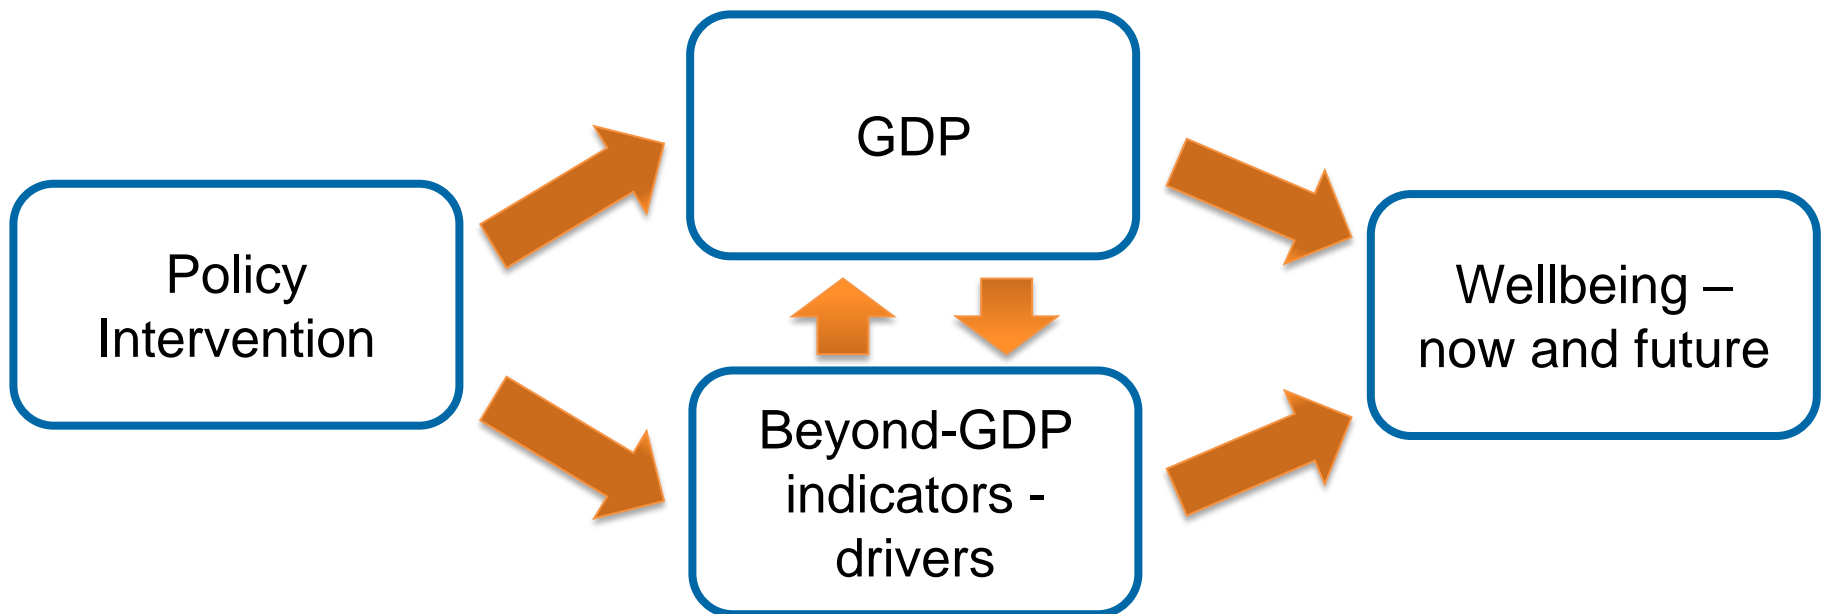 GDP
Policy
Intervention
Wellbeing –
now and future
Beyond-GDP
indicators -
drivers